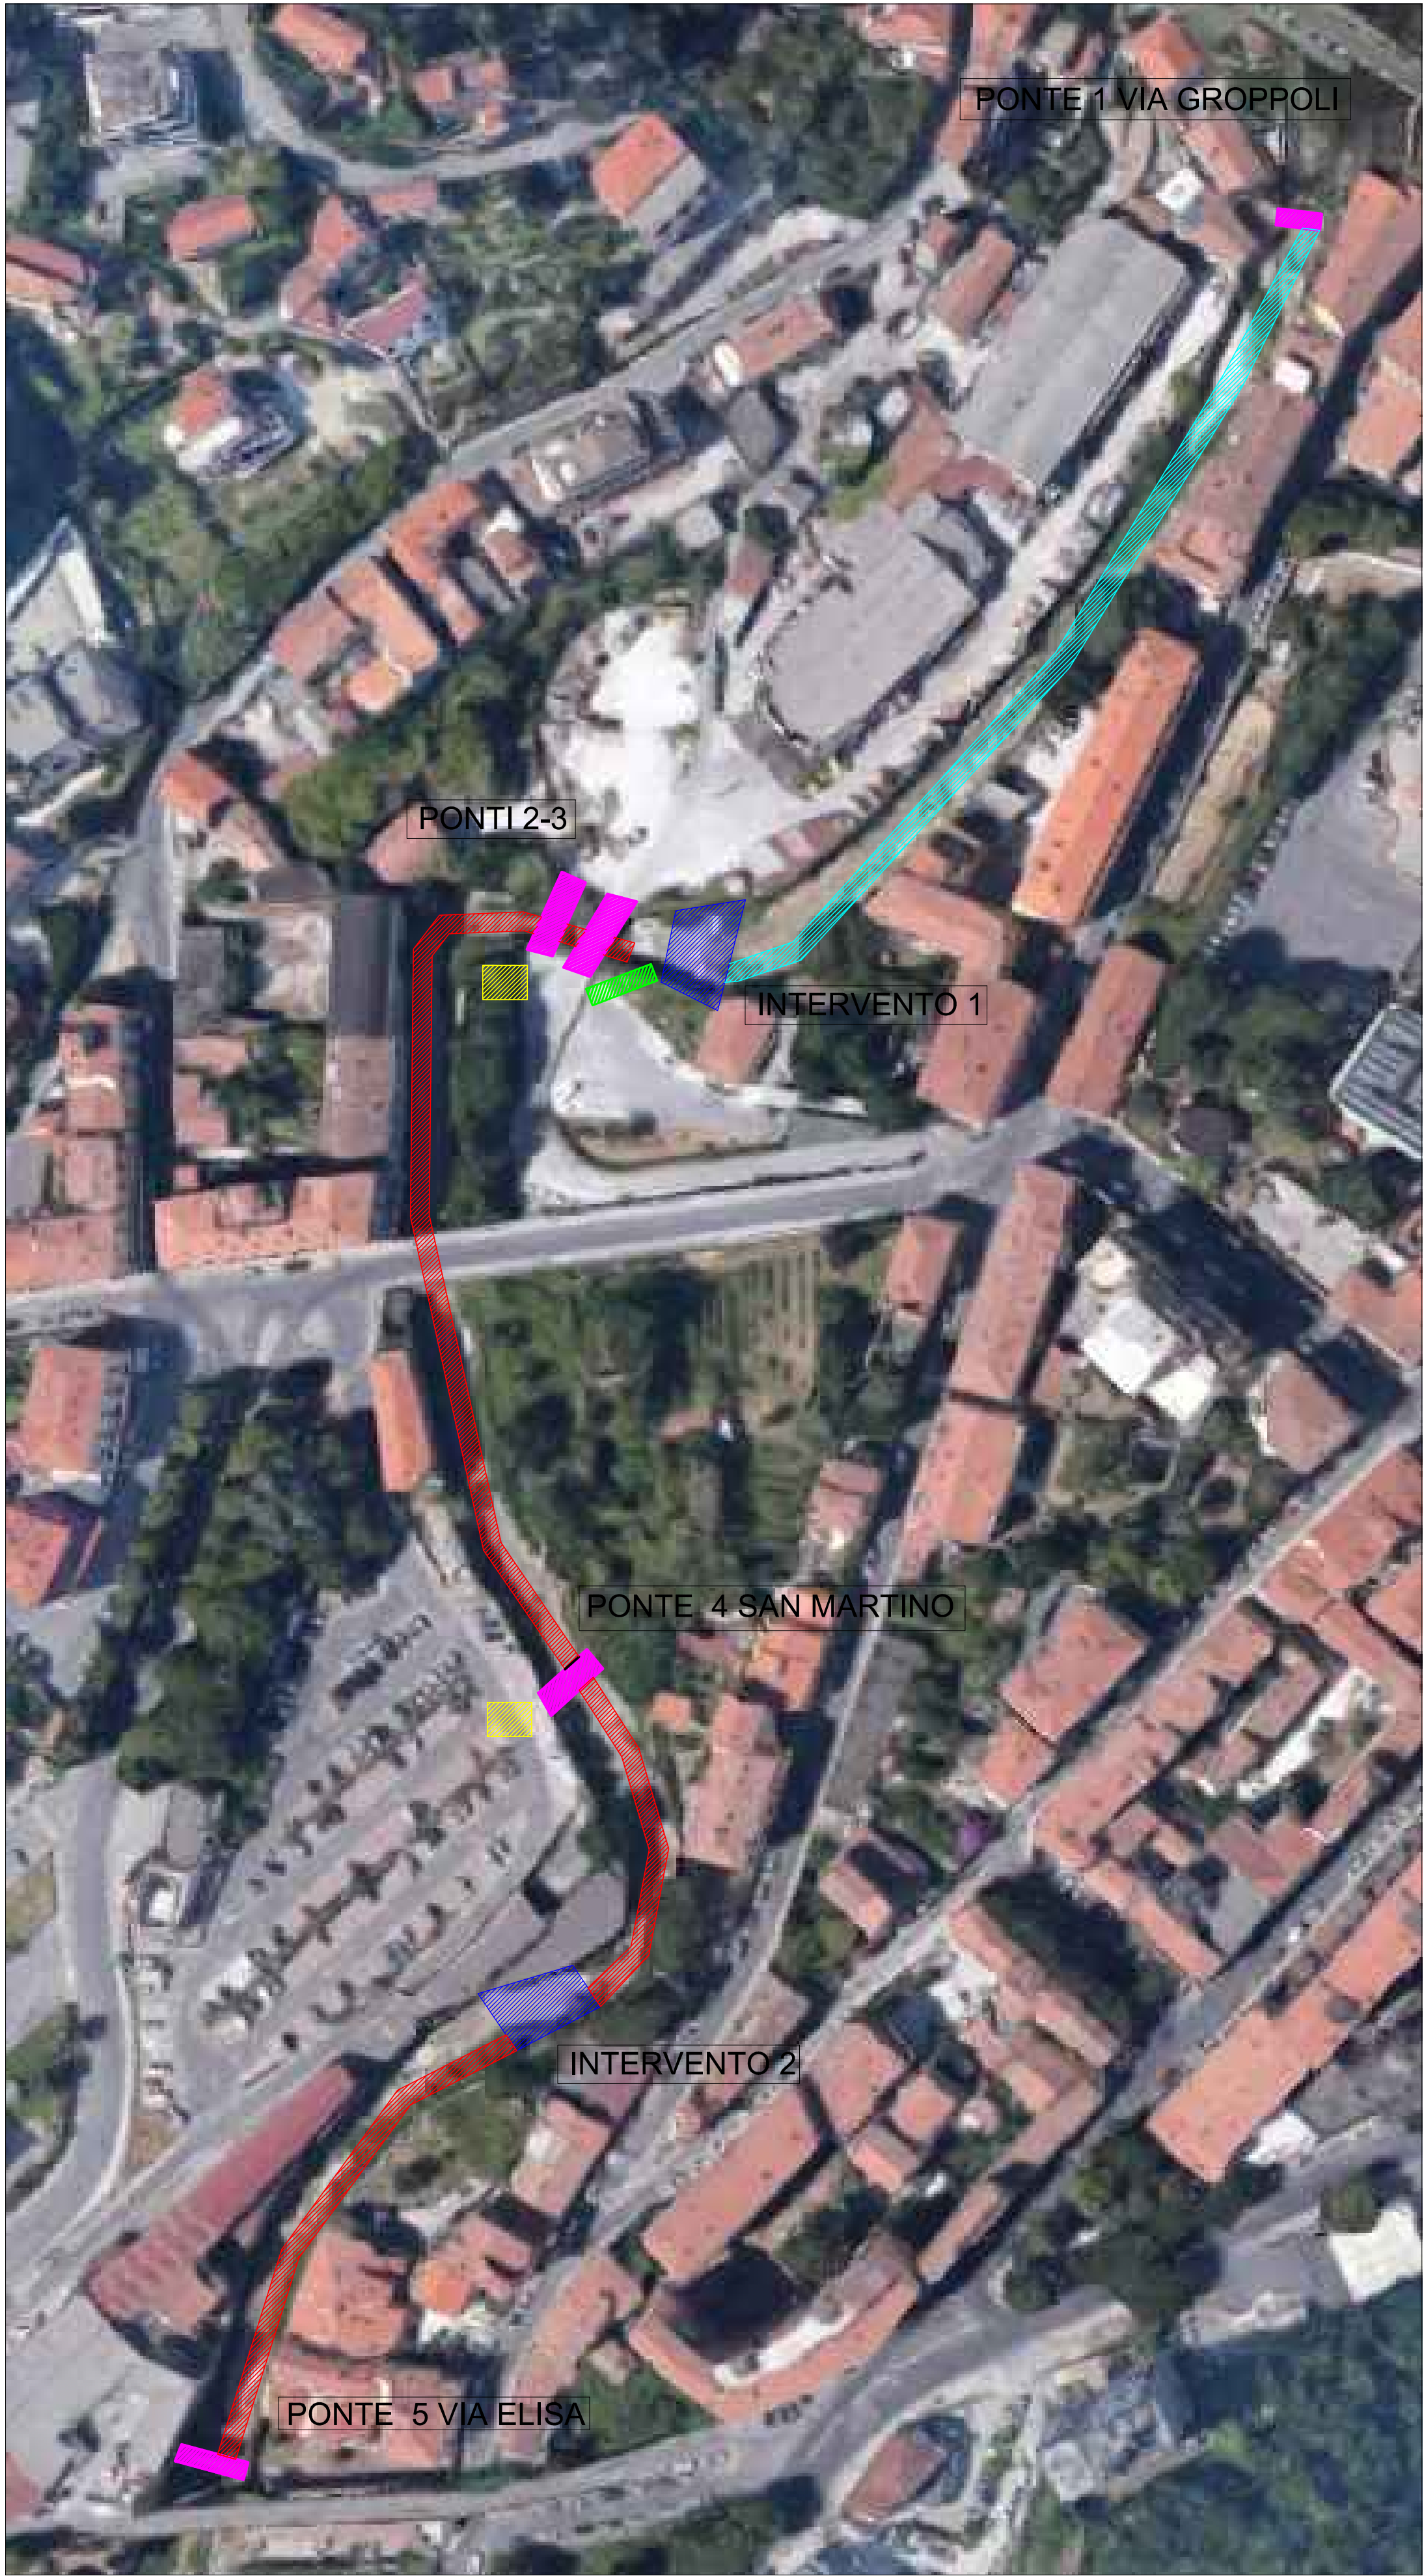 PONTE 1 VIA GROPPOLI
PONTI 2-3
INTERVENTO 1
PONTE 4 SAN MARTINO
INTERVENTO 2
PONTE 5 VIA ELISA